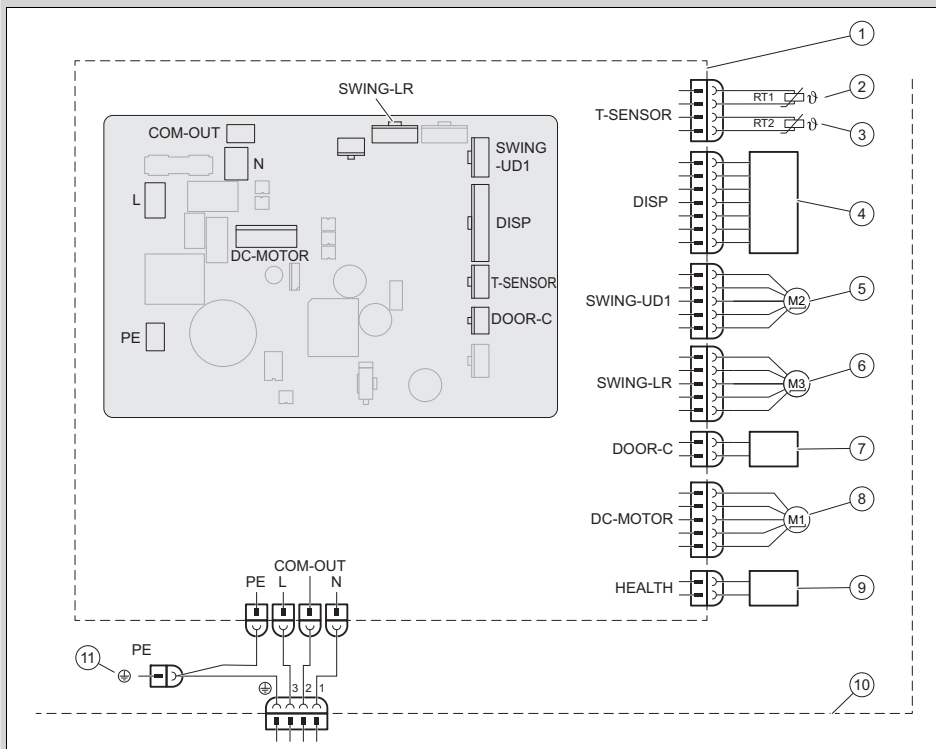 1
SWING-LR
2
RT1 ϑ
T-SENSOR
RT2 ϑ
3
COM-OUT
N
SWING
-UD1
L
DISP
DISP
4
DC-MOTOR
T-SENSOR
SWING-UD1
M2
5
DOOR-C
PE
SWING-LR
M3
6
DOOR-C
7
DC-MOTOR
M1
8
COM-OUT
PE L N
HEALTH
9
PE
11
3 2 1
10